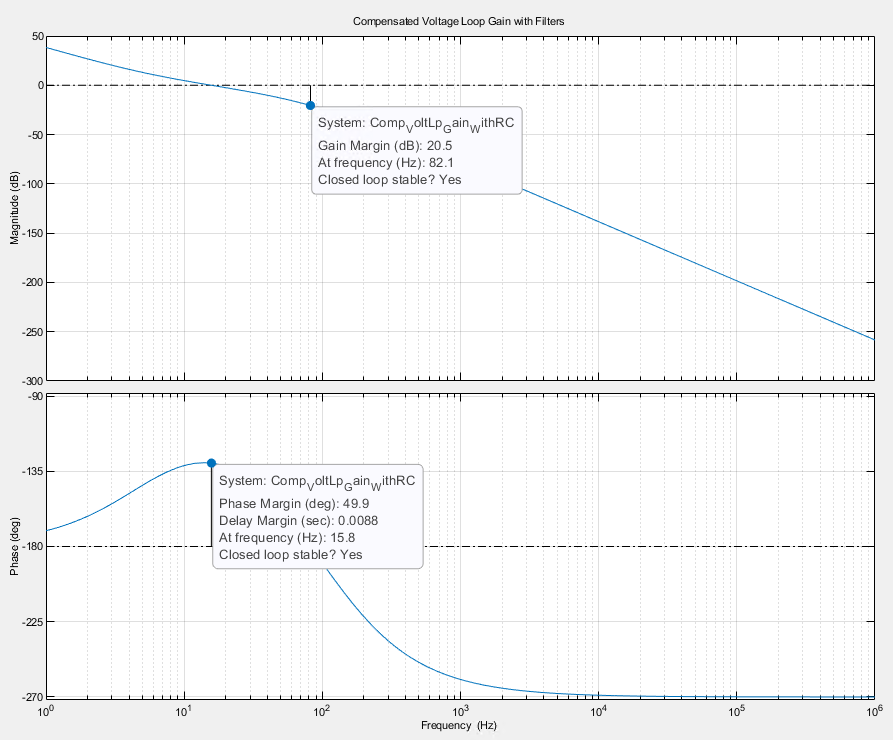 Compensated Voltage Loop Gain with Filters
50
0
-50
-100
-150
-200
-250
-300
Magnitude (dB)
System: Comp_VoltLp_Gain_WithRC
Gain Margin (dB): 20.5
At frequency (Hz): 82.1
Closed loop stable? Yes
-90
-135
-180
-225
-270
Phase (deg)
System: Comp_VoltLp_Gain_WithRC
Phase Margin (deg): 49.9
Delay Margin (sec): 0.0088
At frequency (Hz): 15.8
Closed loop stable? Yes
10^0 10^1 10^2 10^3 10^4 10^5 10^6
Frequency (Hz)